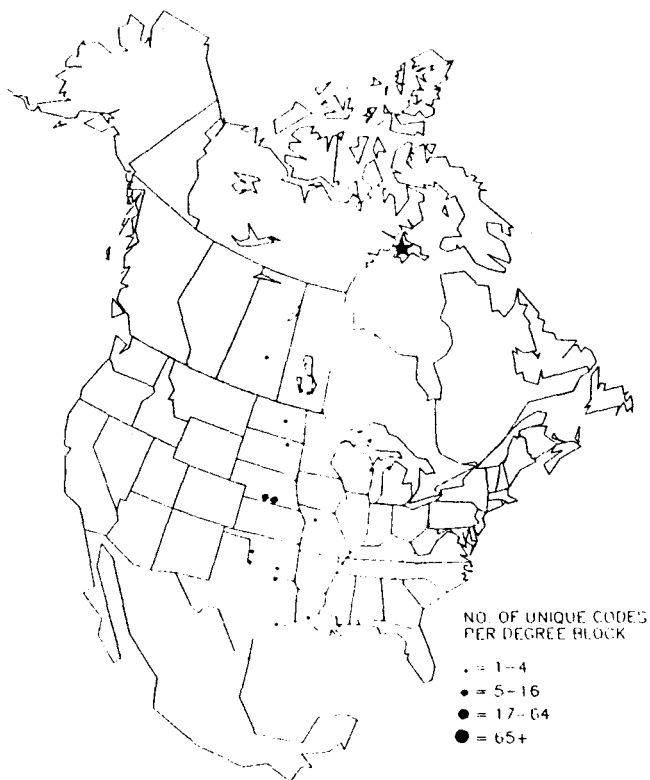 NO. OF UNIQUE CODES
PER DEGREE BLOCK
• = 1-4
• = 5-16
● = 17-64
● = 65+